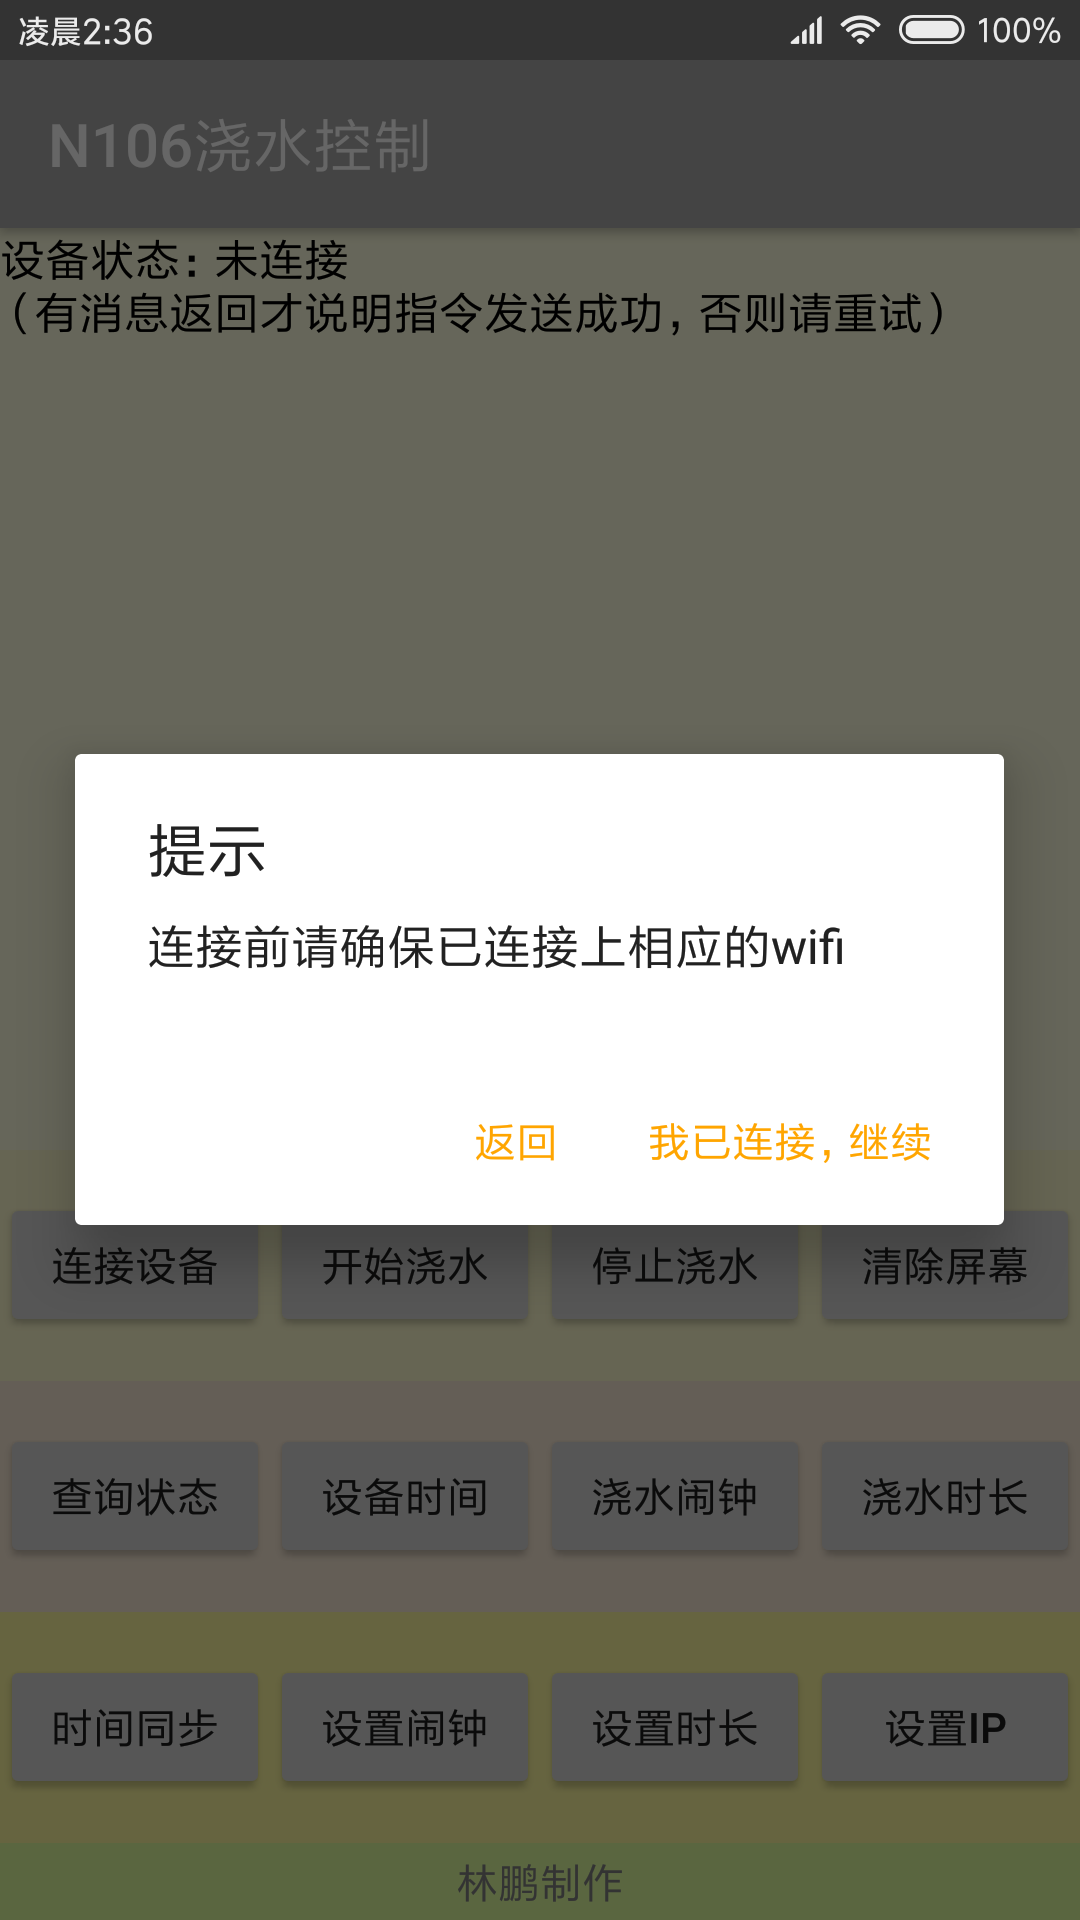 凌晨2:36
100%
N106浇水控制
设备状态：未连接
（有消息返回才说明指令发送成功，否则请重试）
提示
连接前请确保已连接上相应的wifi
返回 我已连接，继续
连接设备 开始浇水 停止浇水 清除屏幕
查询状态 设备时间 浇水闹钟 浇水时长
时间同步 设置闹钟 设置时长 设置IP
林鹏制作